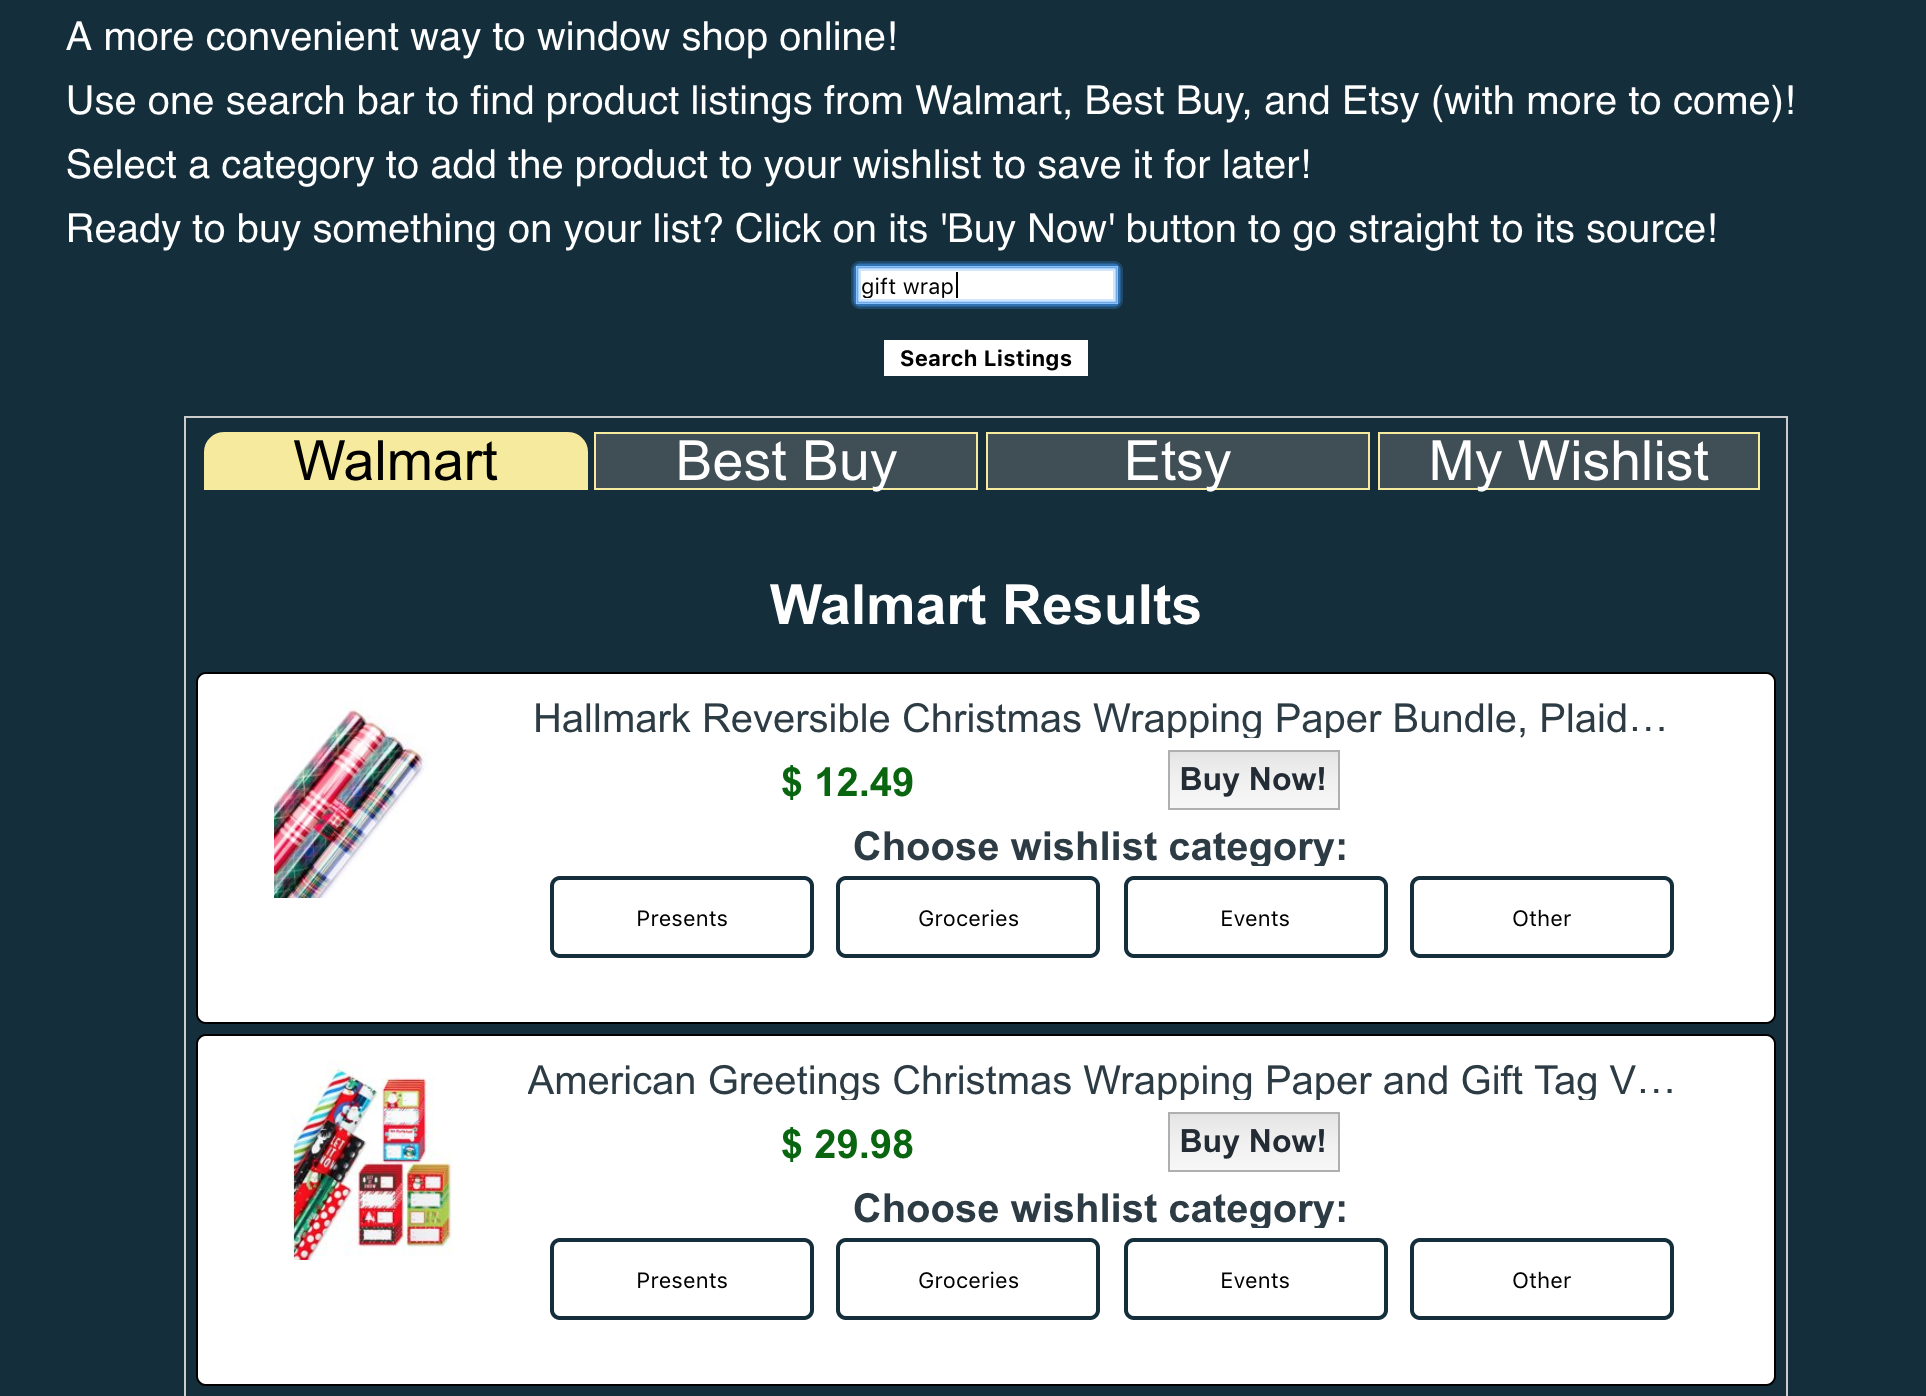 A more convenient way to window shop online!
Use one search bar to find product listings from Walmart, Best Buy, and Etsy (with more to come)!
Select a category to add the product to your wishlist to save it for later!
Ready to buy something on your list? Click on its 'Buy Now' button to go straight to its source!
gift wrap
Search Listings
Walmart Best Buy Etsy My Wishlist
Walmart Results
Hallmark Reversible Christmas Wrapping Paper Bundle, Plaid…
$ 12.49 Buy Now!
Choose wishlist category:
Presents Groceries Events Other
American Greetings Christmas Wrapping Paper and Gift Tag V…
$ 29.98 Buy Now!
Choose wishlist category:
Presents Groceries Events Other